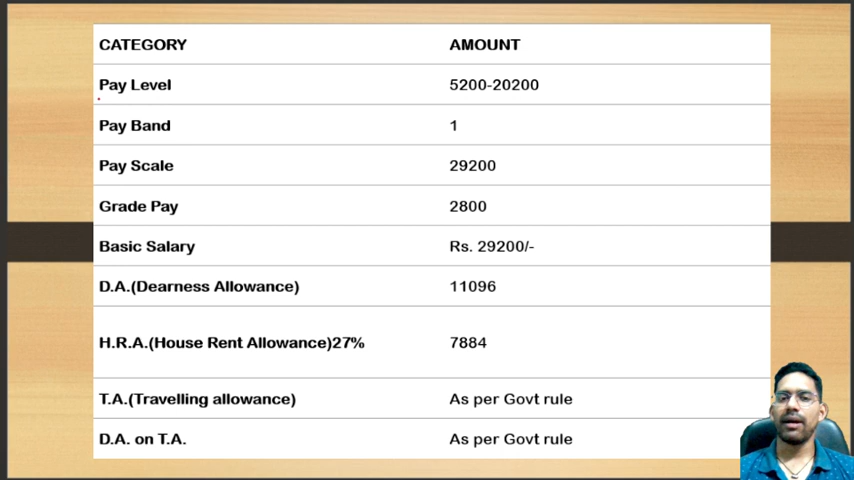 CATEGORY AMOUNT
Pay Level 5200-20200
Pay Band 1
Pay Scale 29200
Grade Pay 2800
Basic Salary Rs. 29200/-
D.A.(Dearness Allowance) 11096
H.R.A.(House Rent Allowance)27% 7884
T.A.(Travelling allowance) As per Govt rule
D.A. on T.A. As per Govt rule